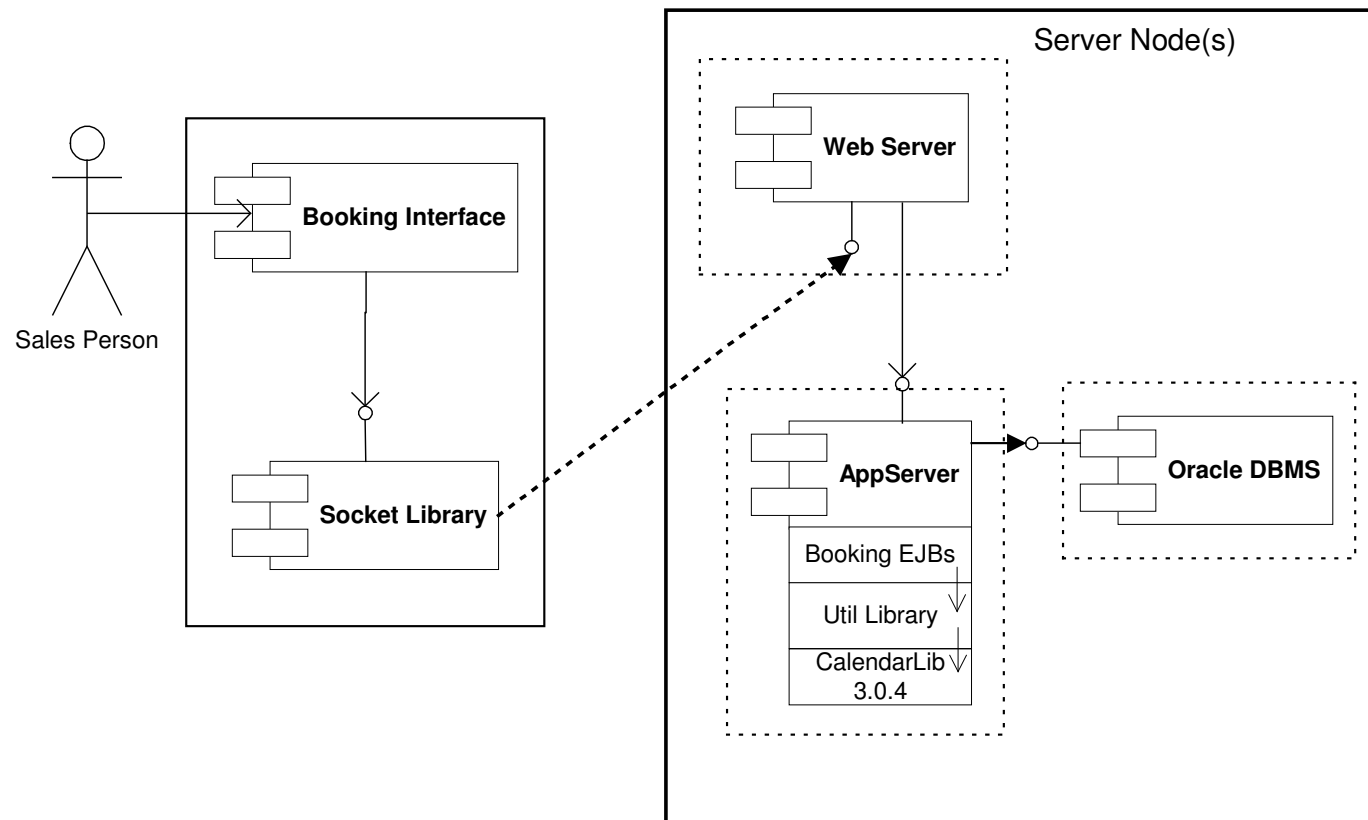 Server Node(s)
Web Server
Booking Interface
Sales Person
Socket Library
AppServer
Oracle DBMS
Booking EJBs
Util Library
CalendarLib
3.0.4